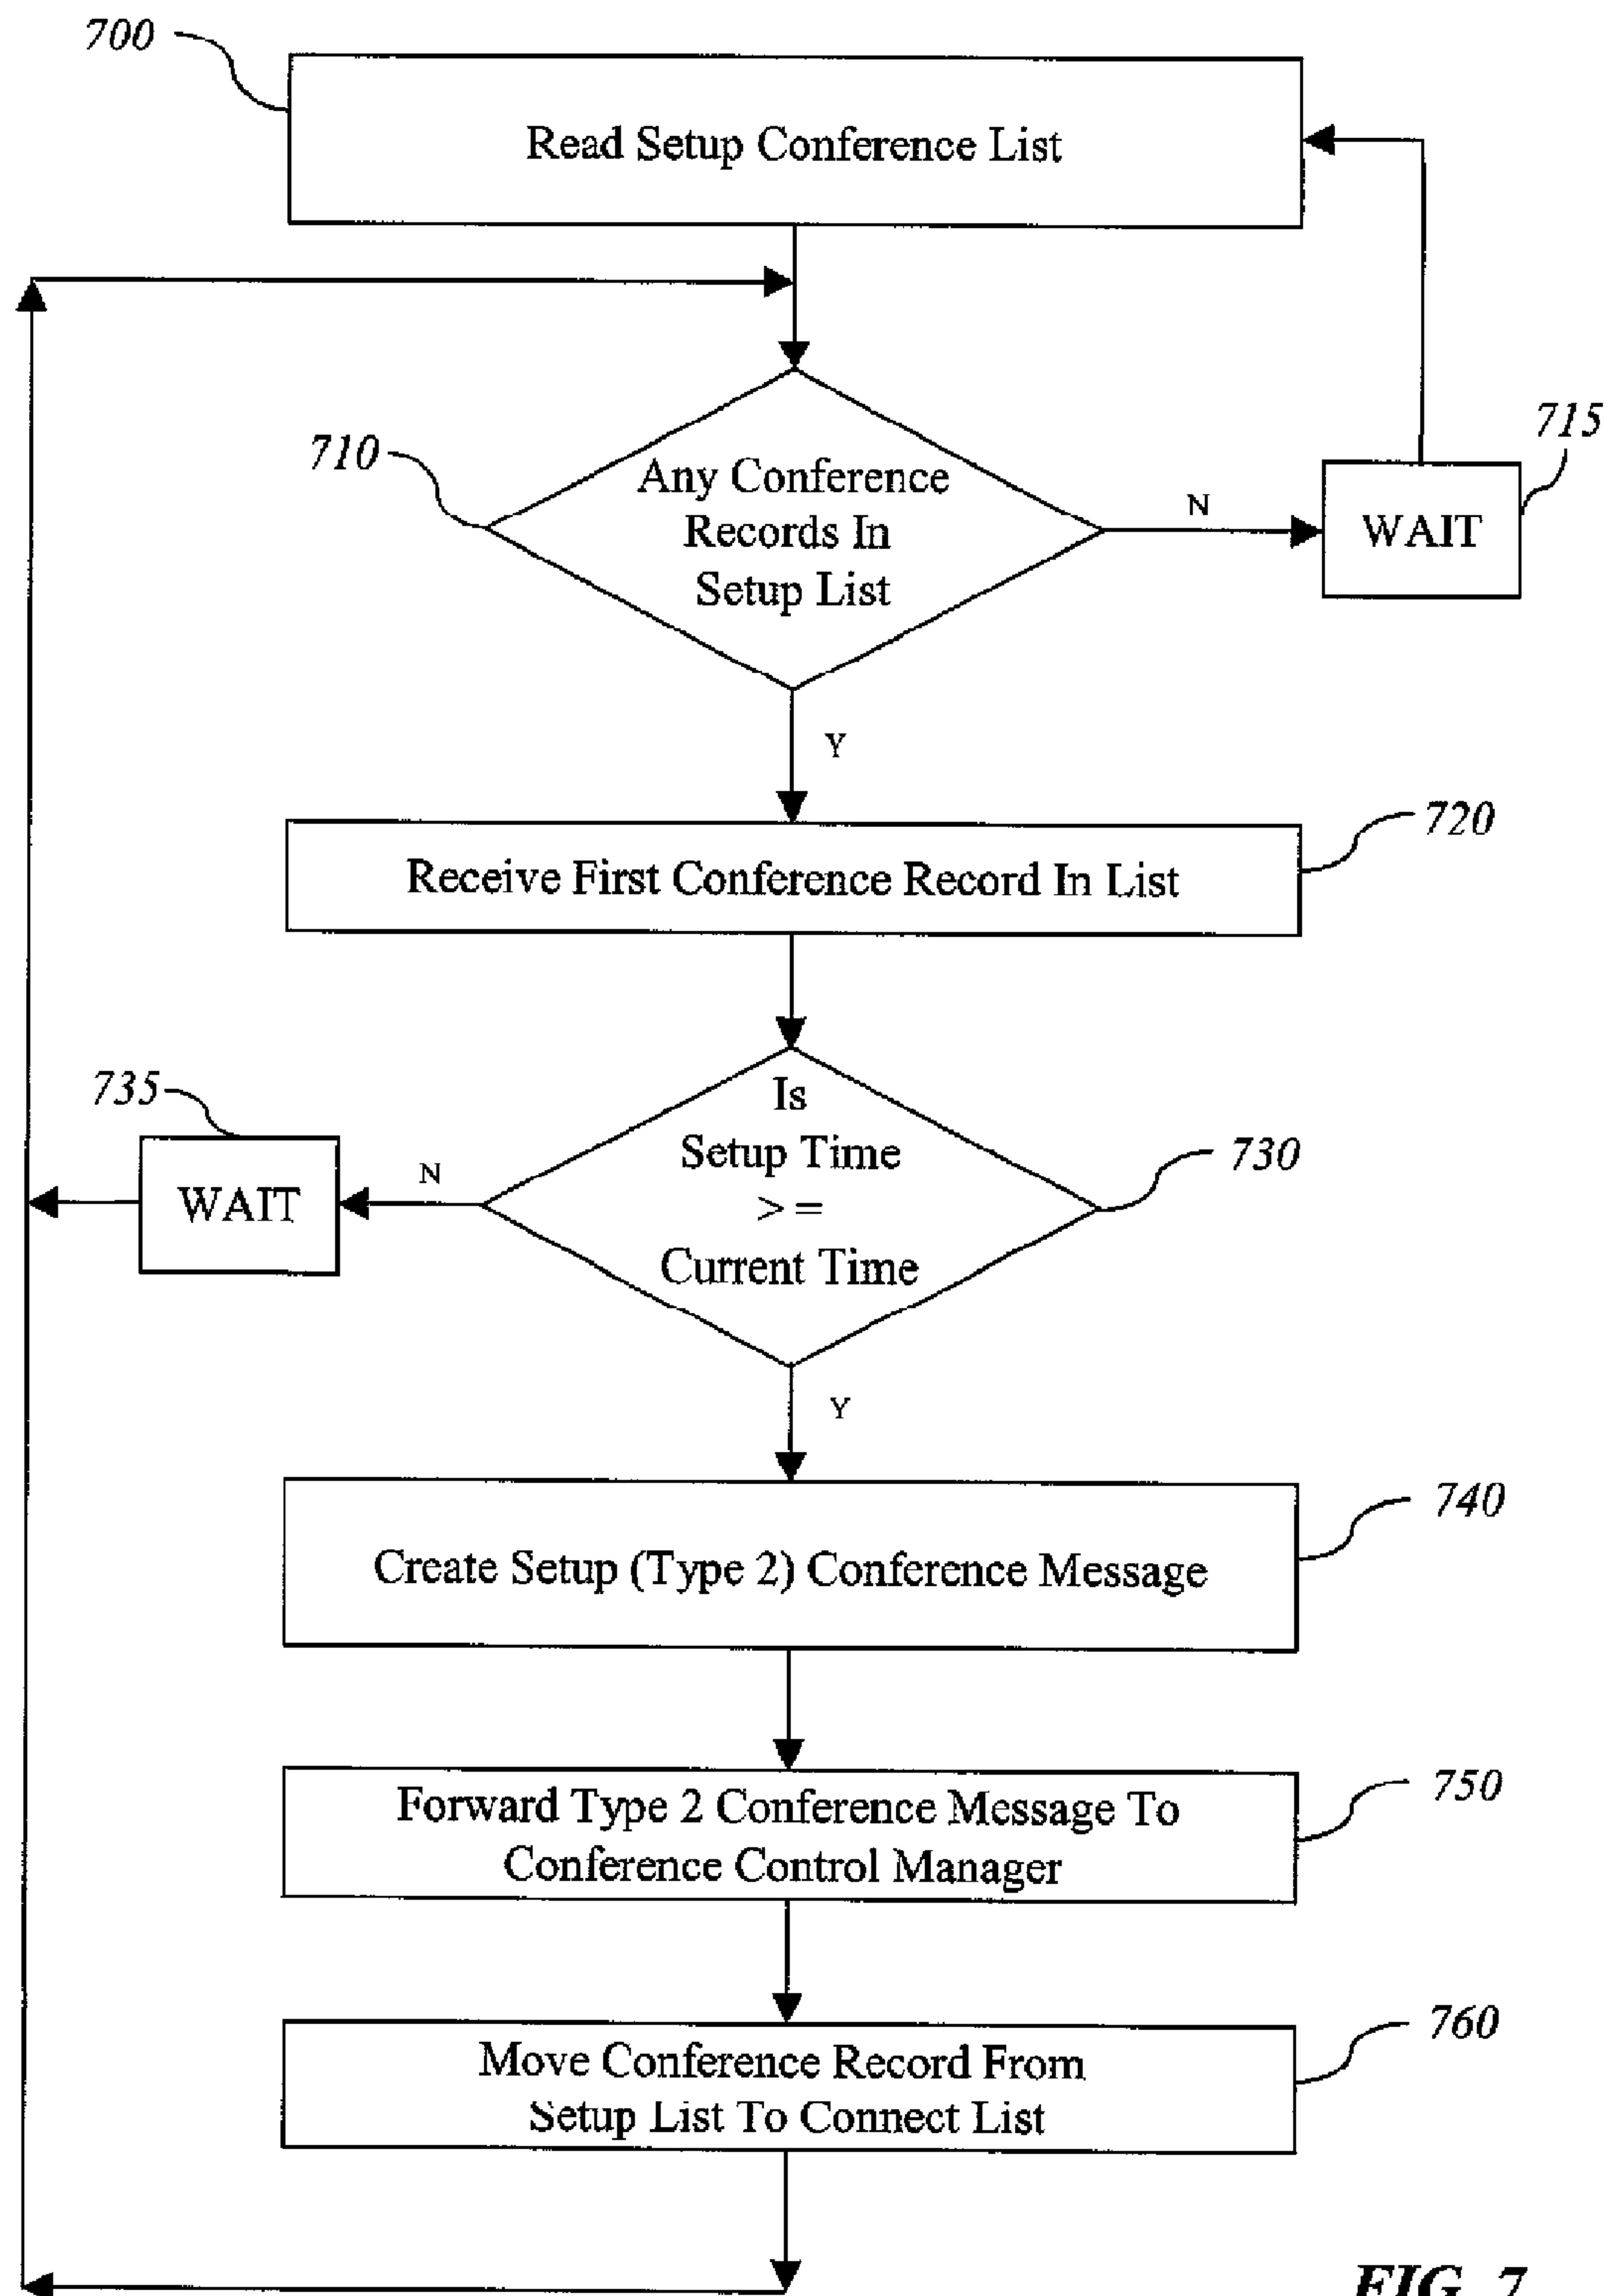 700
Read Setup Conference List
710
Any Conference
Records In
Setup List
N
715
WAIT
Y
720
Receive First Conference Record In List
735
WAIT
N
Is
Setup Time
> =
Current Time
730
Y
740
Create Setup (Type 2) Conference Message
750
Forward Type 2 Conference Message To
Conference Control Manager
760
Move Conference Record From
Setup List To Connect List
FIG. 7